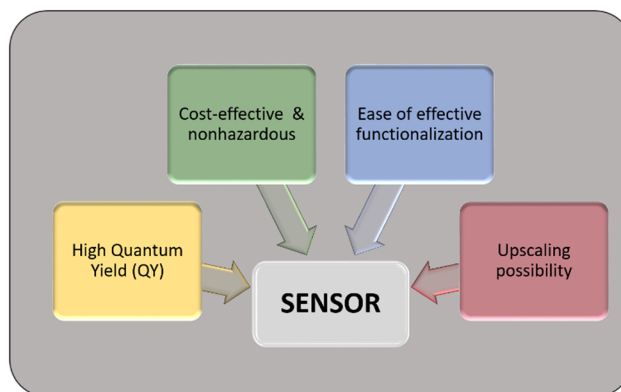 Cost-effective & 
nonhazardous
Ease of effective
functionalization
High Quantum
Yield (QY)
Upscaling
possibility
SENSOR